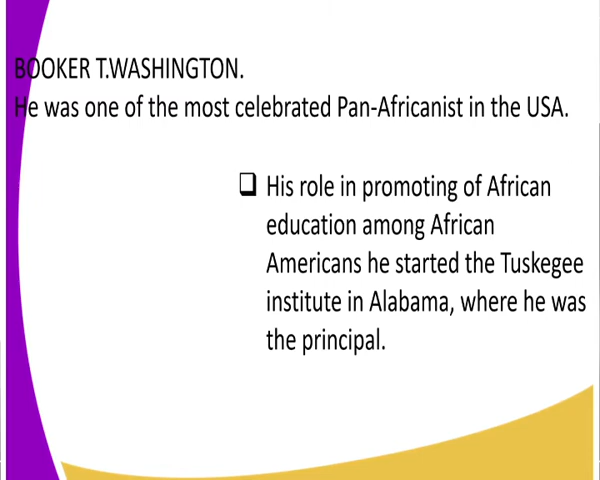 BOOKER T.WASHINGTON.
He was one of the most celebrated Pan-Africanist in the USA.
❑ His role in promoting of African
education among African
Americans he started the Tuskegee
institute in Alabama, where he was
the principal.